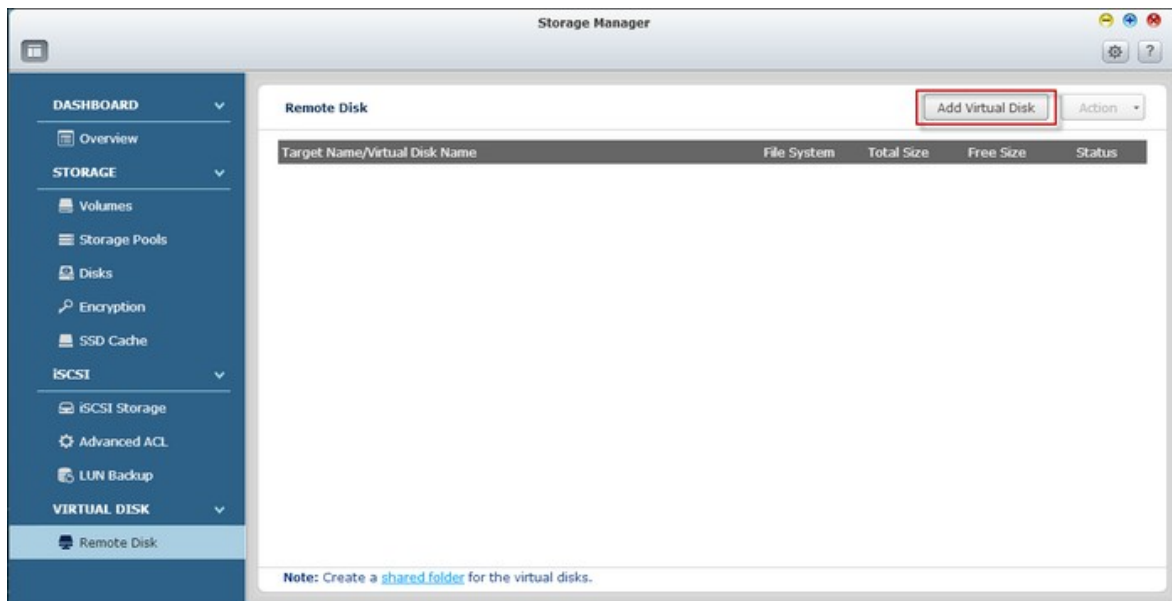 Storage Manager
?
DASHBOARD
Overview
STORAGE
Volumes
Storage Pools
Disks
Encryption
SSD Cache
iSCSI
iSCSI Storage
Advanced ACL
LUN Backup
VIRTUAL DISK
Remote Disk
Remote Disk Add Virtual Disk Action
Target Name/Virtual Disk Name File System Total Size Free Size Status
Note: Create a shared folder for the virtual disks.